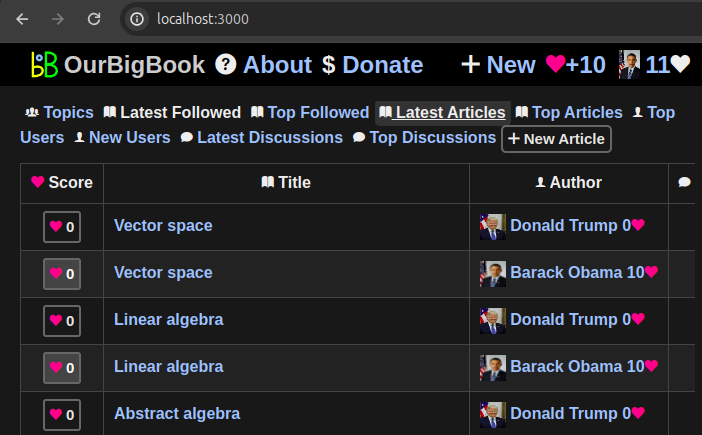 localhost:3000
OurBigBook About $ Donate New +10 11
Topics Latest Followed Top Followed Latest Articles Top Articles Top
Users New Users Latest Discussions Top Discussions New Article
Score Title Author
0 Vector space Donald Trump 0
0 Vector space Barack Obama 10
0 Linear algebra Donald Trump 0
0 Linear algebra Barack Obama 10
0 Abstract algebra Donald Trump 0